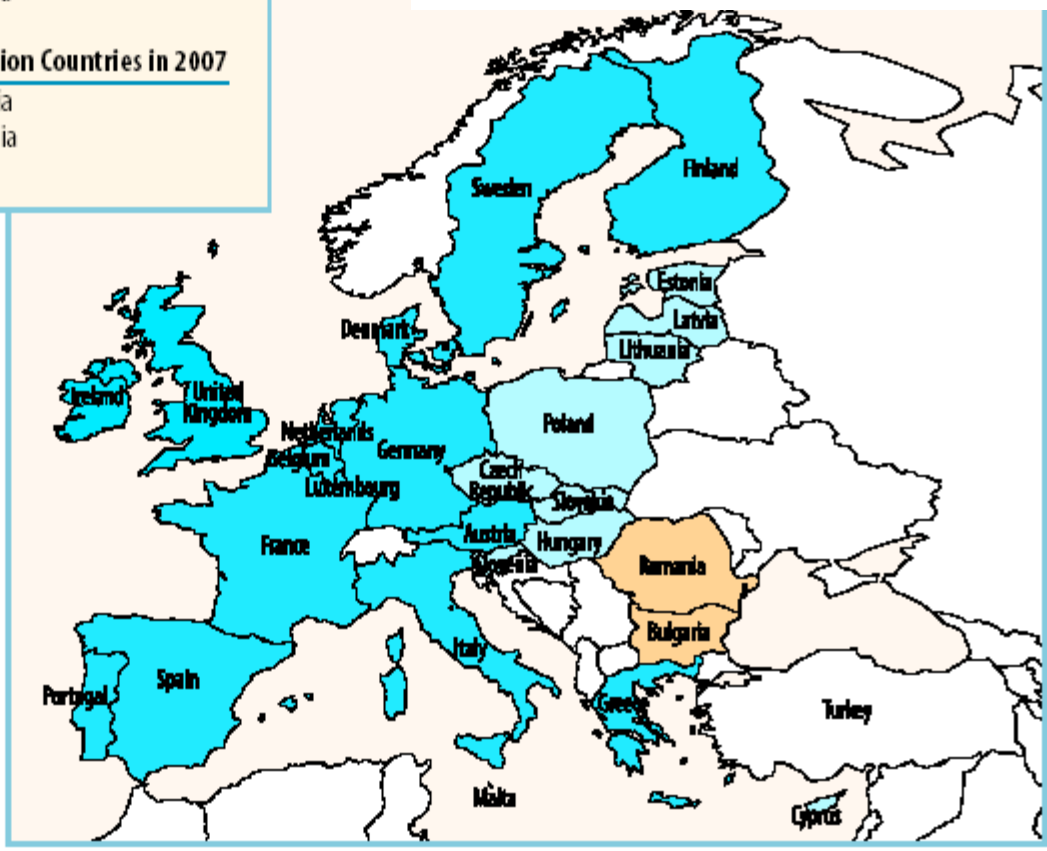 ion Countries in 2007
ia
ia
Finland
Sweden
Estonia
Latvia
Lithuania
Denmark
Ireland
United
Kingdom
Netherlands
Belgium
Luxembourg
Germany
Poland
Czech
Republic
Slovakia
Austria
Hungary
Slovenia
France
Romania
Bulgaria
Italy
Portugal
Spain
Greece
Turkey
Malta
Cyprus